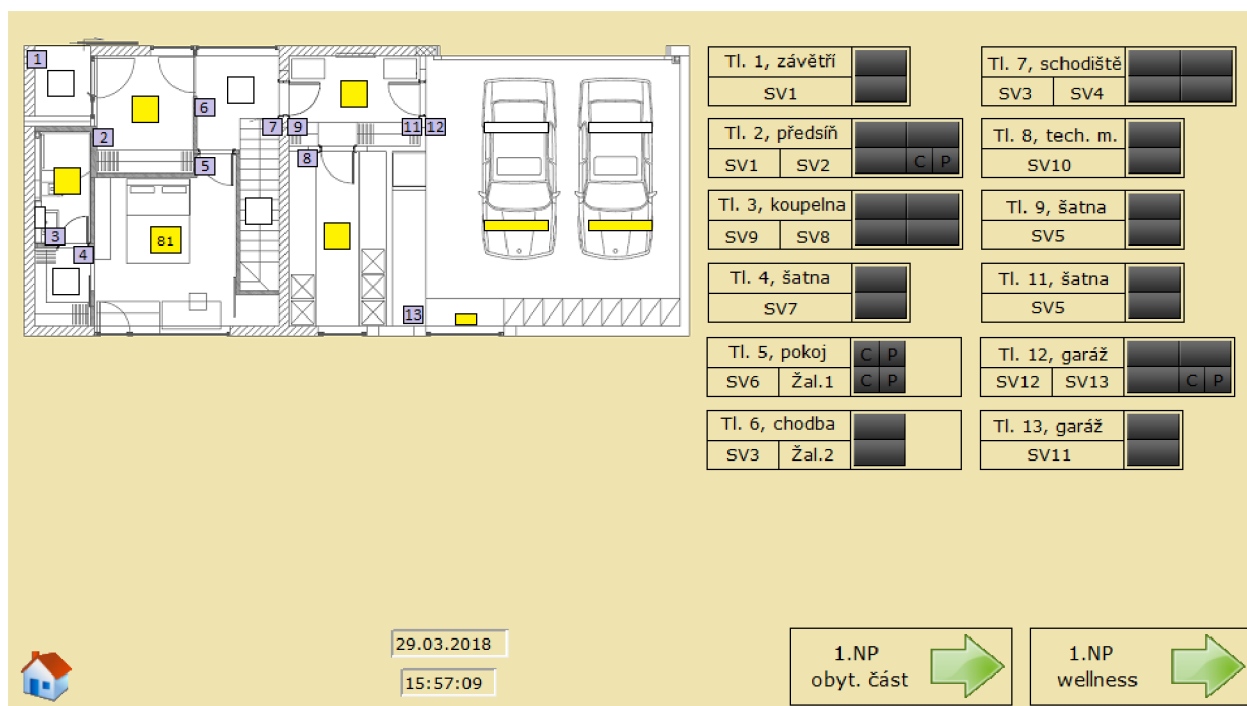 1
2
6
7
9
11
12
8
5
3
4
81
13
Tl. 1, závětří
SV1
Tl. 2, předsíň
SV1 SV2
C P
Tl. 3, koupelna
SV9 SV8
Tl. 4, šatna
SV7
Tl. 5, pokoj
C P
SV6 Žal.1
C P
Tl. 6, chodba
SV3 Žal.2
Tl. 7, schodiště
SV3 SV4
Tl. 8, tech. m.
SV10
Tl. 9, šatna
SV5
Tl. 11, šatna
SV5
Tl. 12, garáž
SV12 SV13
C P
Tl. 13, garáž
SV11
29.03.2018
15:57:09
1.NP
obyt. část
1.NP
wellness